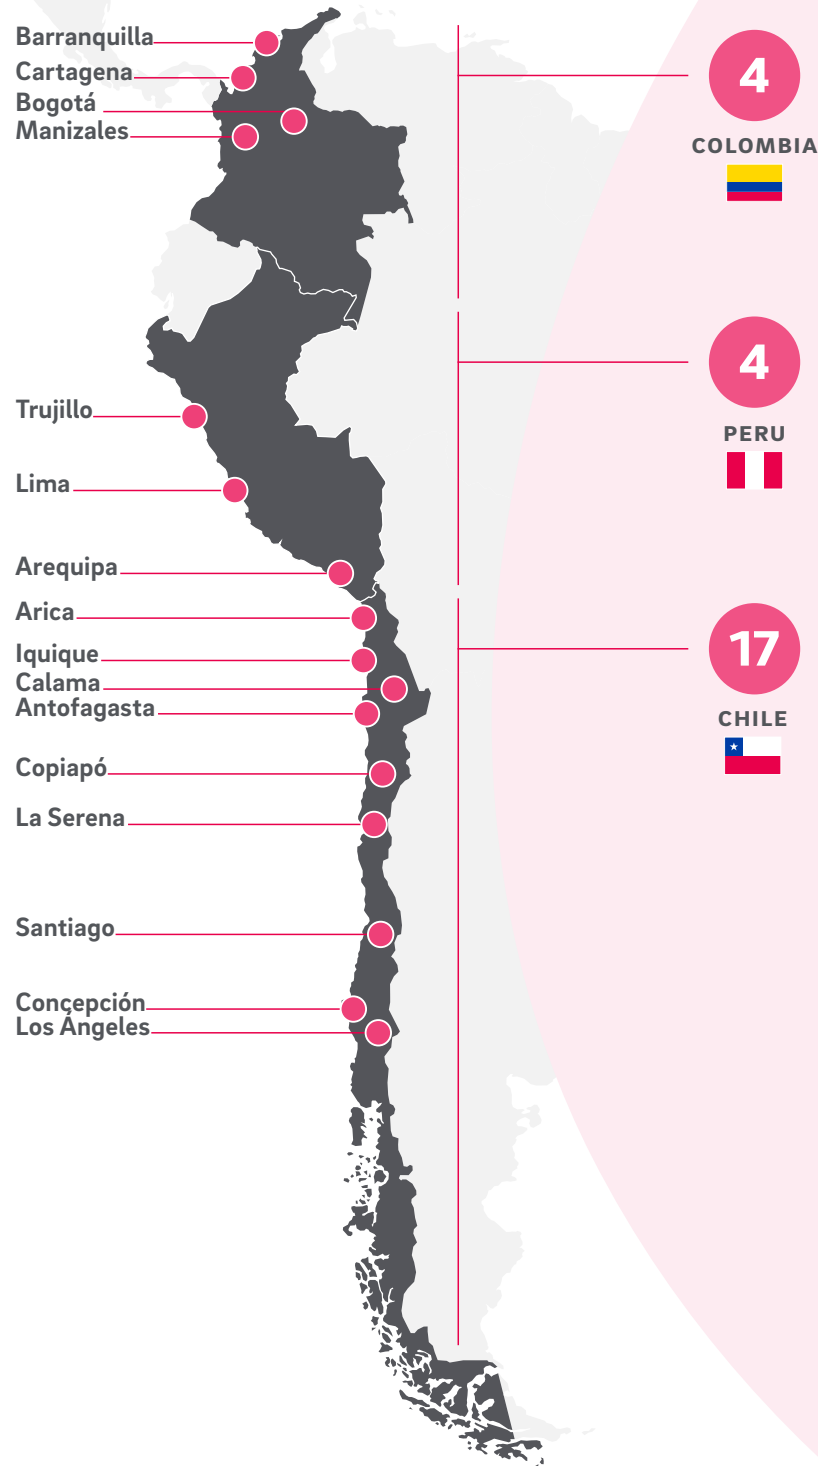 Barranquilla
Cartagena
Bogotá
Manizales
4
COLOMBIA
Trujillo
Lima
Arequipa
4
PERU
Arica
Iquique
Calama
Antofagasta
Copiapó
La Serena
Santiago
Concepción
Los Ángeles
17
CHILE